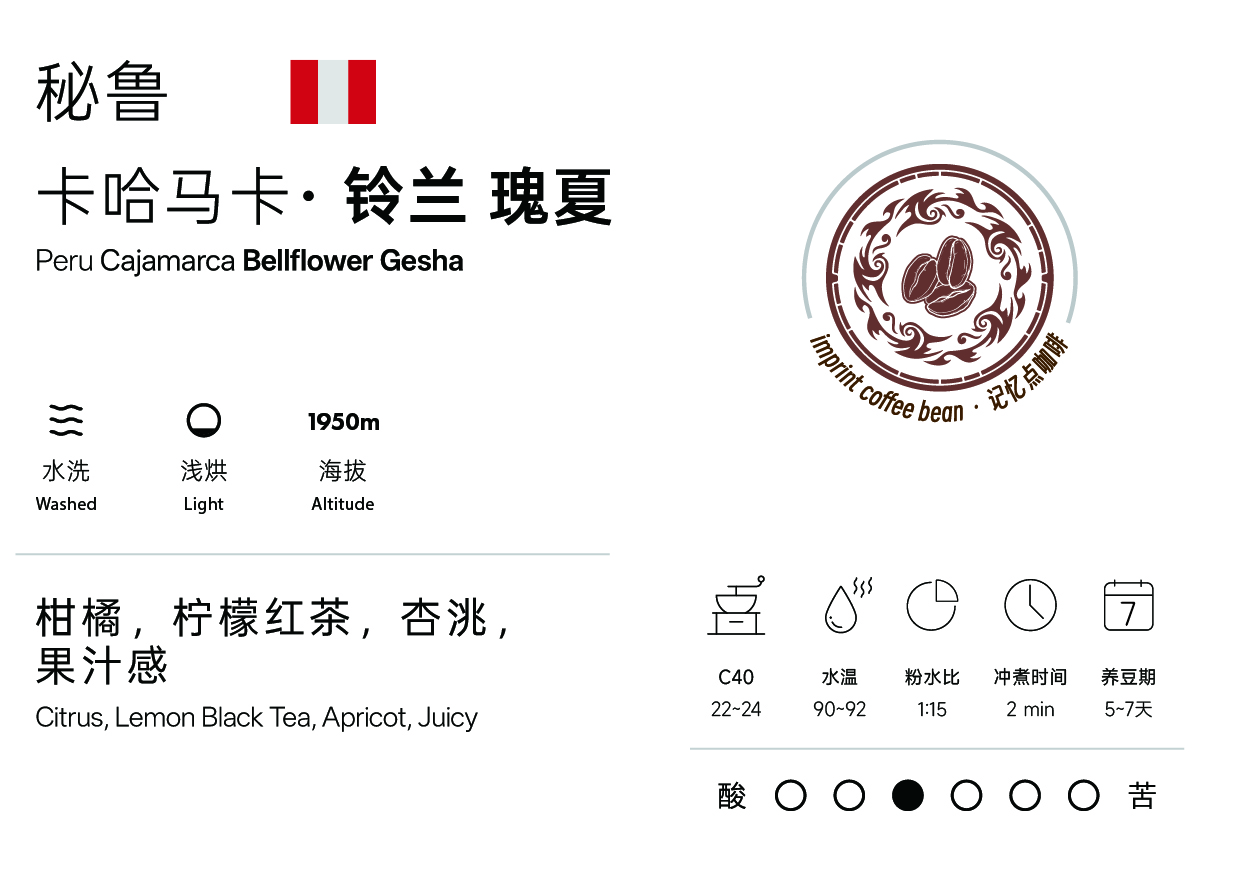 秘鲁
卡哈马卡· 铃兰 瑰夏
Peru Cajamarca Bellflower Gesha
1950m
水洗 浅烘 海拔
Washed Light Altitude
柑橘，柠檬红茶，杏洮，
果汁感
Citrus, Lemon Black Tea, Apricot, Juicy
imprint coffee bean · 记忆点咖啡
7
C40 水温 粉水比 冲煮时间 养豆期
22~24 90~92 1:15 2 min 5~7天
酸 苦